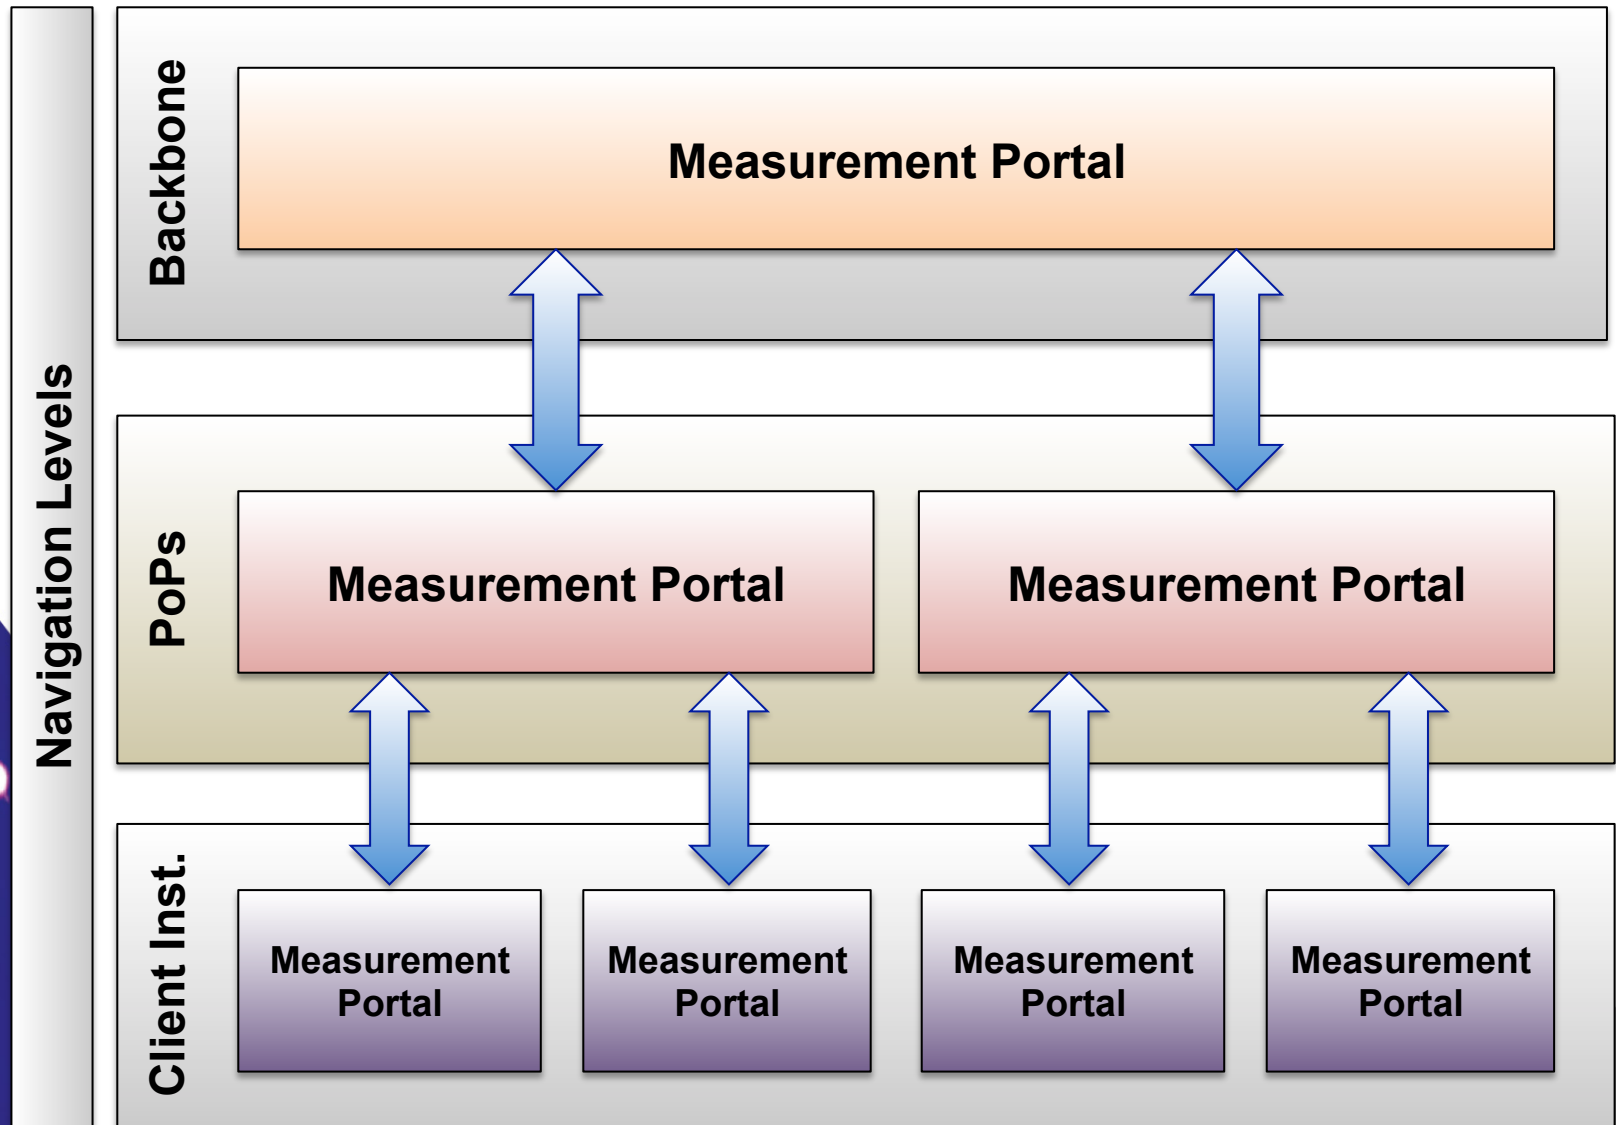 Navigation Levels
Backbone
Measurement Portal
PoPs
Measurement Portal
Measurement Portal
Client Inst.
Measurement
Portal
Measurement
Portal
Measurement
Portal
Measurement
Portal